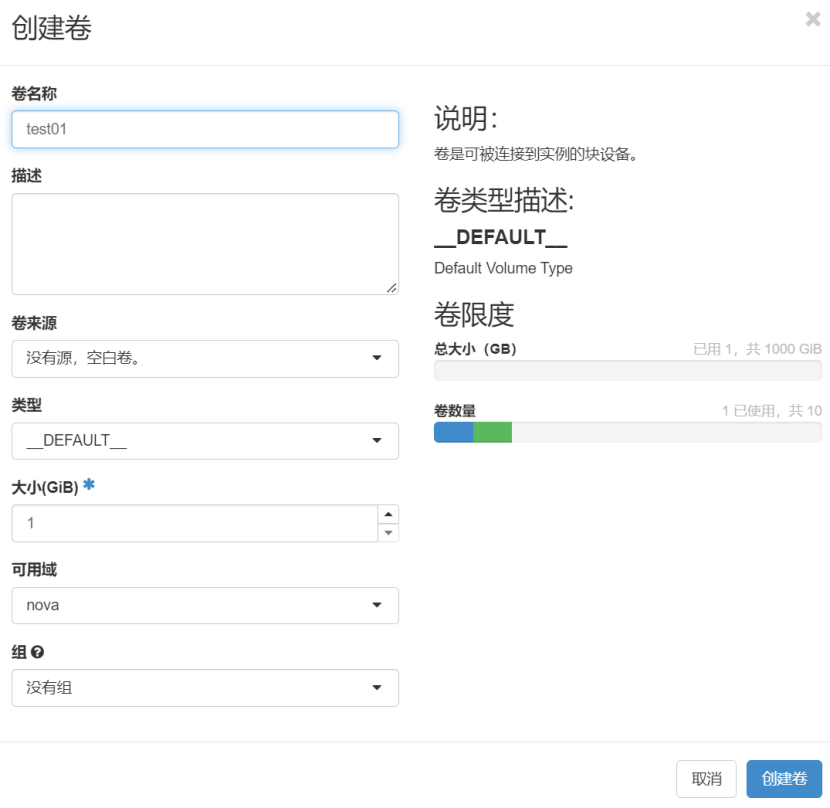 创建卷
卷名称
test01
描述
卷来源
没有源，空白卷。
类型
__DEFAULT__
大小(GiB) *
1
可用域
nova
组
没有组
说明：
卷是可被连接到实例的块设备。
卷类型描述:
__DEFAULT__
Default Volume Type
卷限度
总大小（GB） 已用 1，共 1000 GiB
卷数量 1 已使用，共 10
取消 创建卷